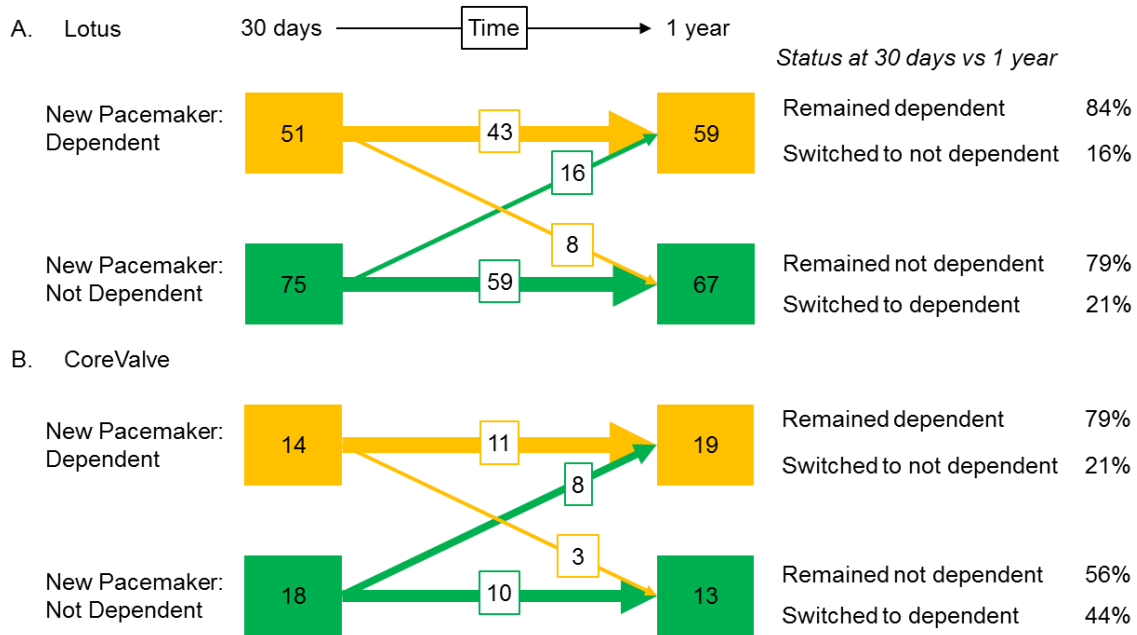 A. Lotus 30 days Time 1 year
Status at 30 days vs 1 year
New Pacemaker:
Dependent
51
43
59
Remained dependent 84%
Switched to not dependent 16%
16
8
New Pacemaker:
Not Dependent
75
59
67
Remained not dependent 79%
Switched to dependent 21%
B. CoreValve
New Pacemaker:
Dependent
14
11
19
Remained dependent 79%
Switched to not dependent 21%
8
3
New Pacemaker:
Not Dependent
18
10
13
Remained not dependent 56%
Switched to dependent 44%